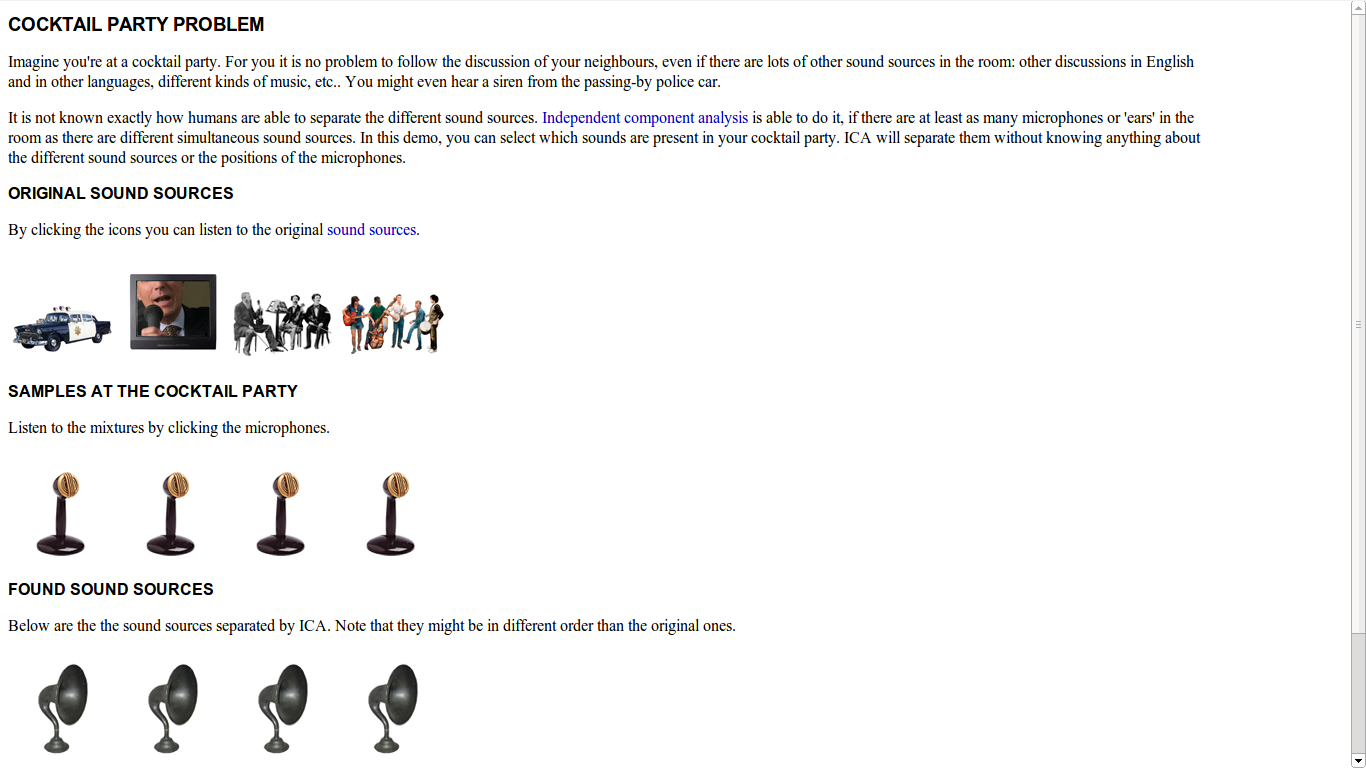 COCKTAIL PARTY PROBLEM
Imagine you're at a cocktail party. For you it is no problem to follow the discussion of your neighbours, even if there are lots of other sound sources in the room: other discussions in English
and in other languages, different kinds of music, etc.. You might even hear a siren from the passing-by police car.
It is not known exactly how humans are able to separate the different sound sources. Independent component analysis is able to do it, if there are at least as many microphones or 'ears' in the
room as there are different simultaneous sound sources. In this demo, you can select which sounds are present in your cocktail party. ICA will separate them without knowing anything about
the different sound sources or the positions of the microphones.
ORIGINAL SOUND SOURCES
By clicking the icons you can listen to the original sound sources.
SAMPLES AT THE COCKTAIL PARTY
Listen to the mixtures by clicking the microphones.
FOUND SOUND SOURCES
Below are the the sound sources separated by ICA. Note that they might be in different order than the original ones.